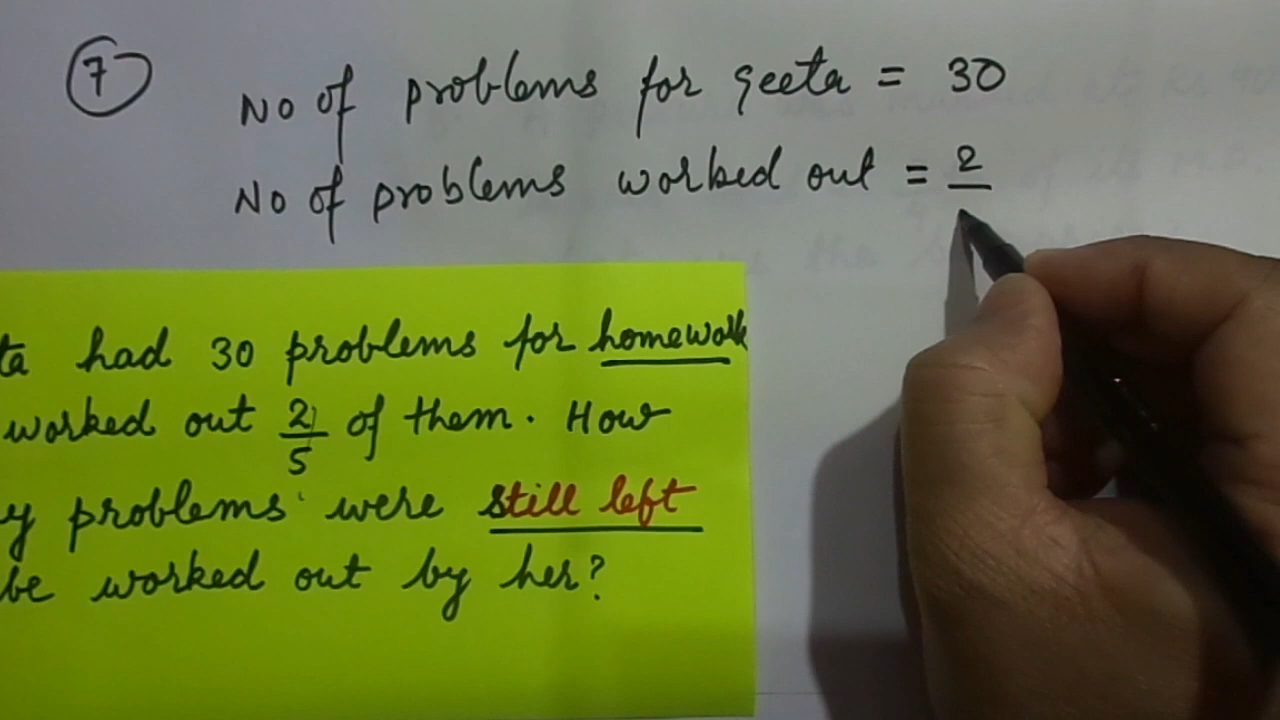 7
No of problems for geeta = 30
No of problems worked out = 2
ta had 30 problems for homework
worked out 2/5 of them. How
y problems were still left
be worked out by her?